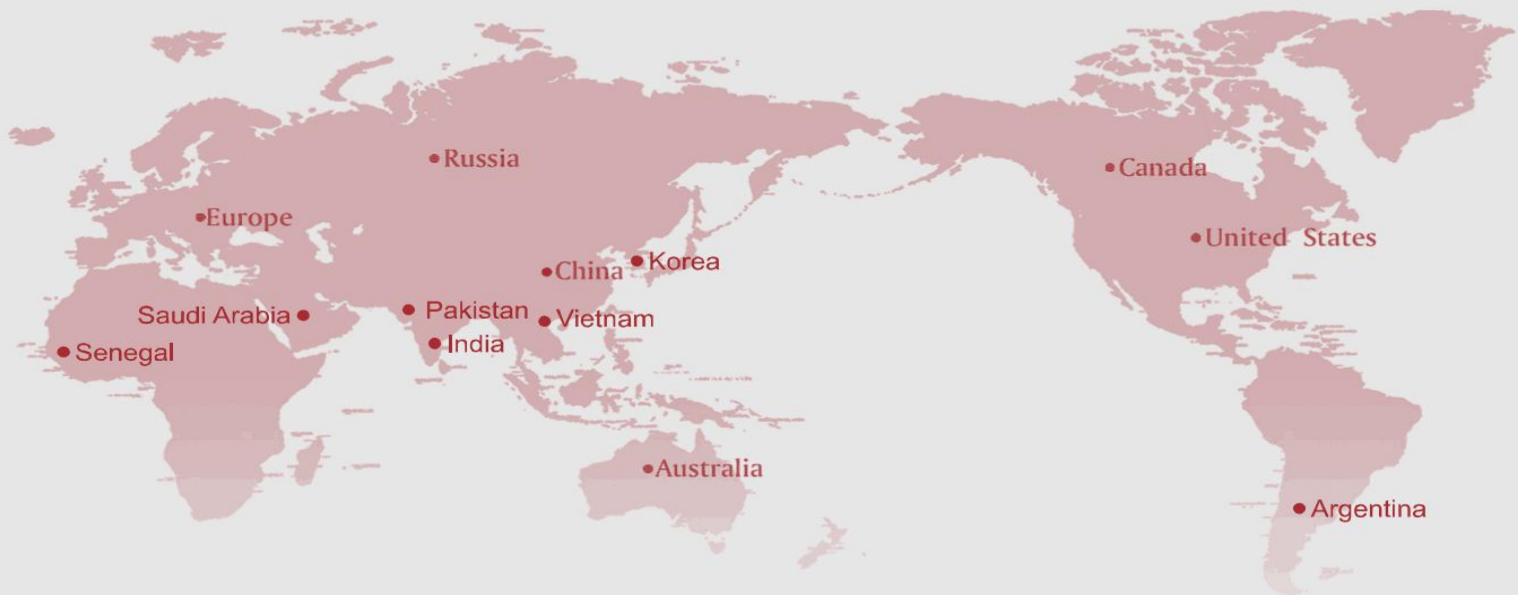 Russia
Canada
Europe
United States
Korea
China
Pakistan
Saudi Arabia
Vietnam
India
Senegal
Australia
Argentina